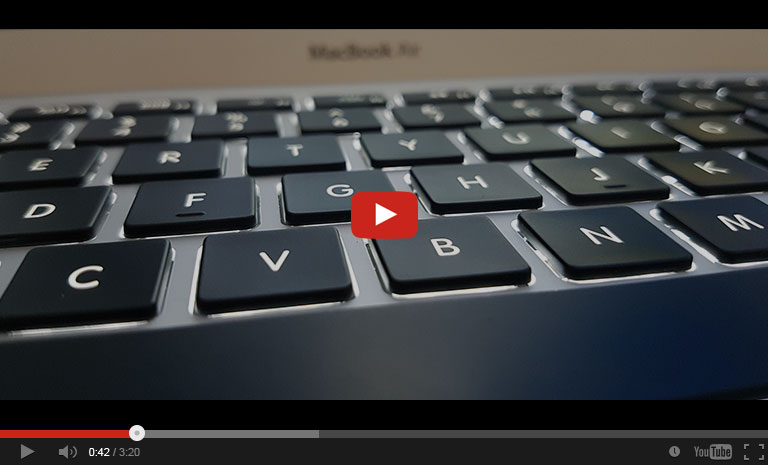 MacBook Air
E R T Y U
D F G H J K
C V B N M
0:42 / 3:20
YouTube